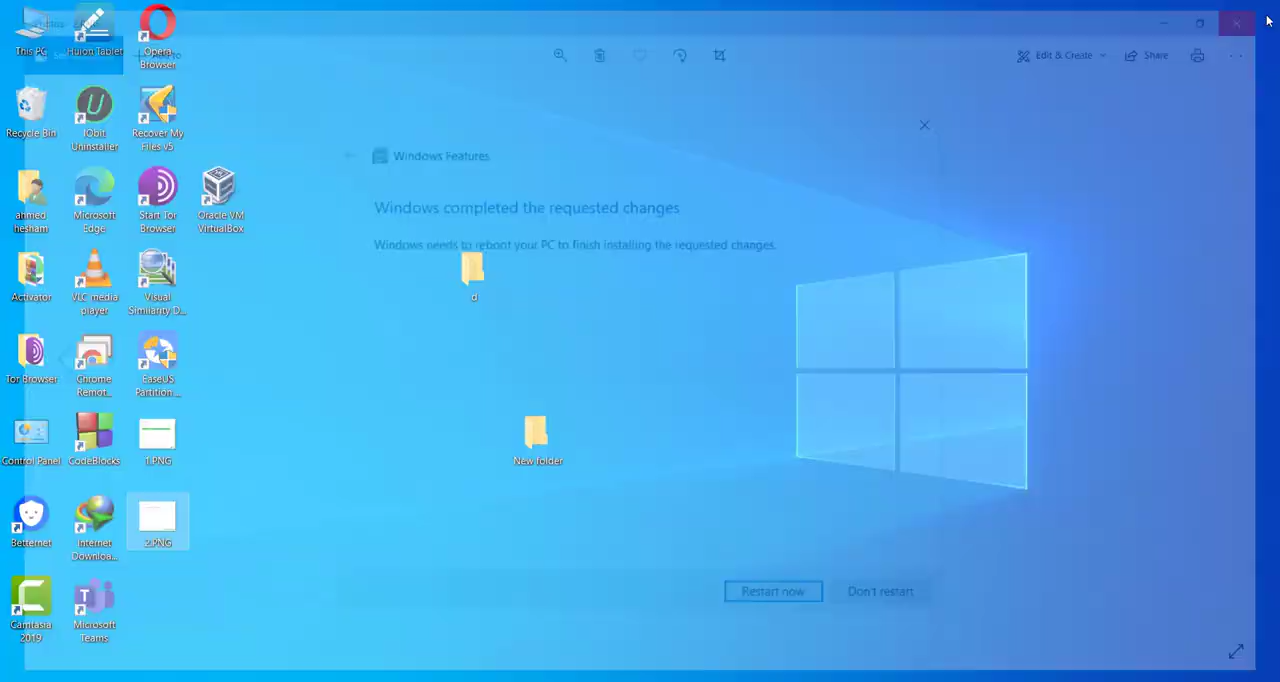 This PC
Huion Tablet
Opera
Browser
Edit & Create
Share
Recycle Bin
IObit
Uninstaller
Recover My
Files v5
Windows Features
ahmed
hesham
Microsoft
Edge
Start Tor
Browser
Oracle VM
VirtualBox
Windows completed the requested changes
Windows needs to reboot your PC to finish installing the requested changes.
d
Activator
VLC media
player
Visual
Similarity D...
Tor Browser
Chrome
Remot...
EaseUS
Partition ...
Control Panel
CodeBlocks
1.PNG
New folder
Betternet
Internet
Downloa...
2.PNG
Restart now
Don't restart
Camtasia
2019
Microsoft
Teams